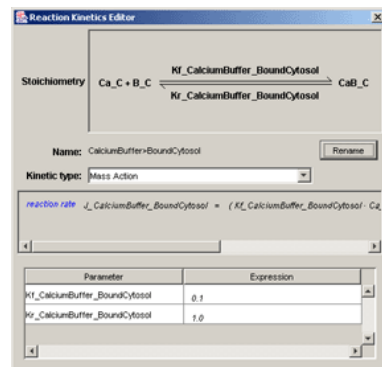 Reaction Kinetics Editor
Kf_CalciumBuffer_BoundCytosol
Stoichiometry Ca_C + B_C CaB_C
Kr_CalciumBuffer_BoundCytosol
Name: CalciumBuffer>BoundCytosol Rename
Kinetic type: Mass Action
reaction rate J_CalciumBuffer_BoundCytosol = ( Kf_CalciumBuffer_BoundCytosol · Ca_
Parameter Expression
Kf_CalciumBuffer_BoundCytosol 0.1
Kr_CalciumBuffer_BoundCytosol 1.0